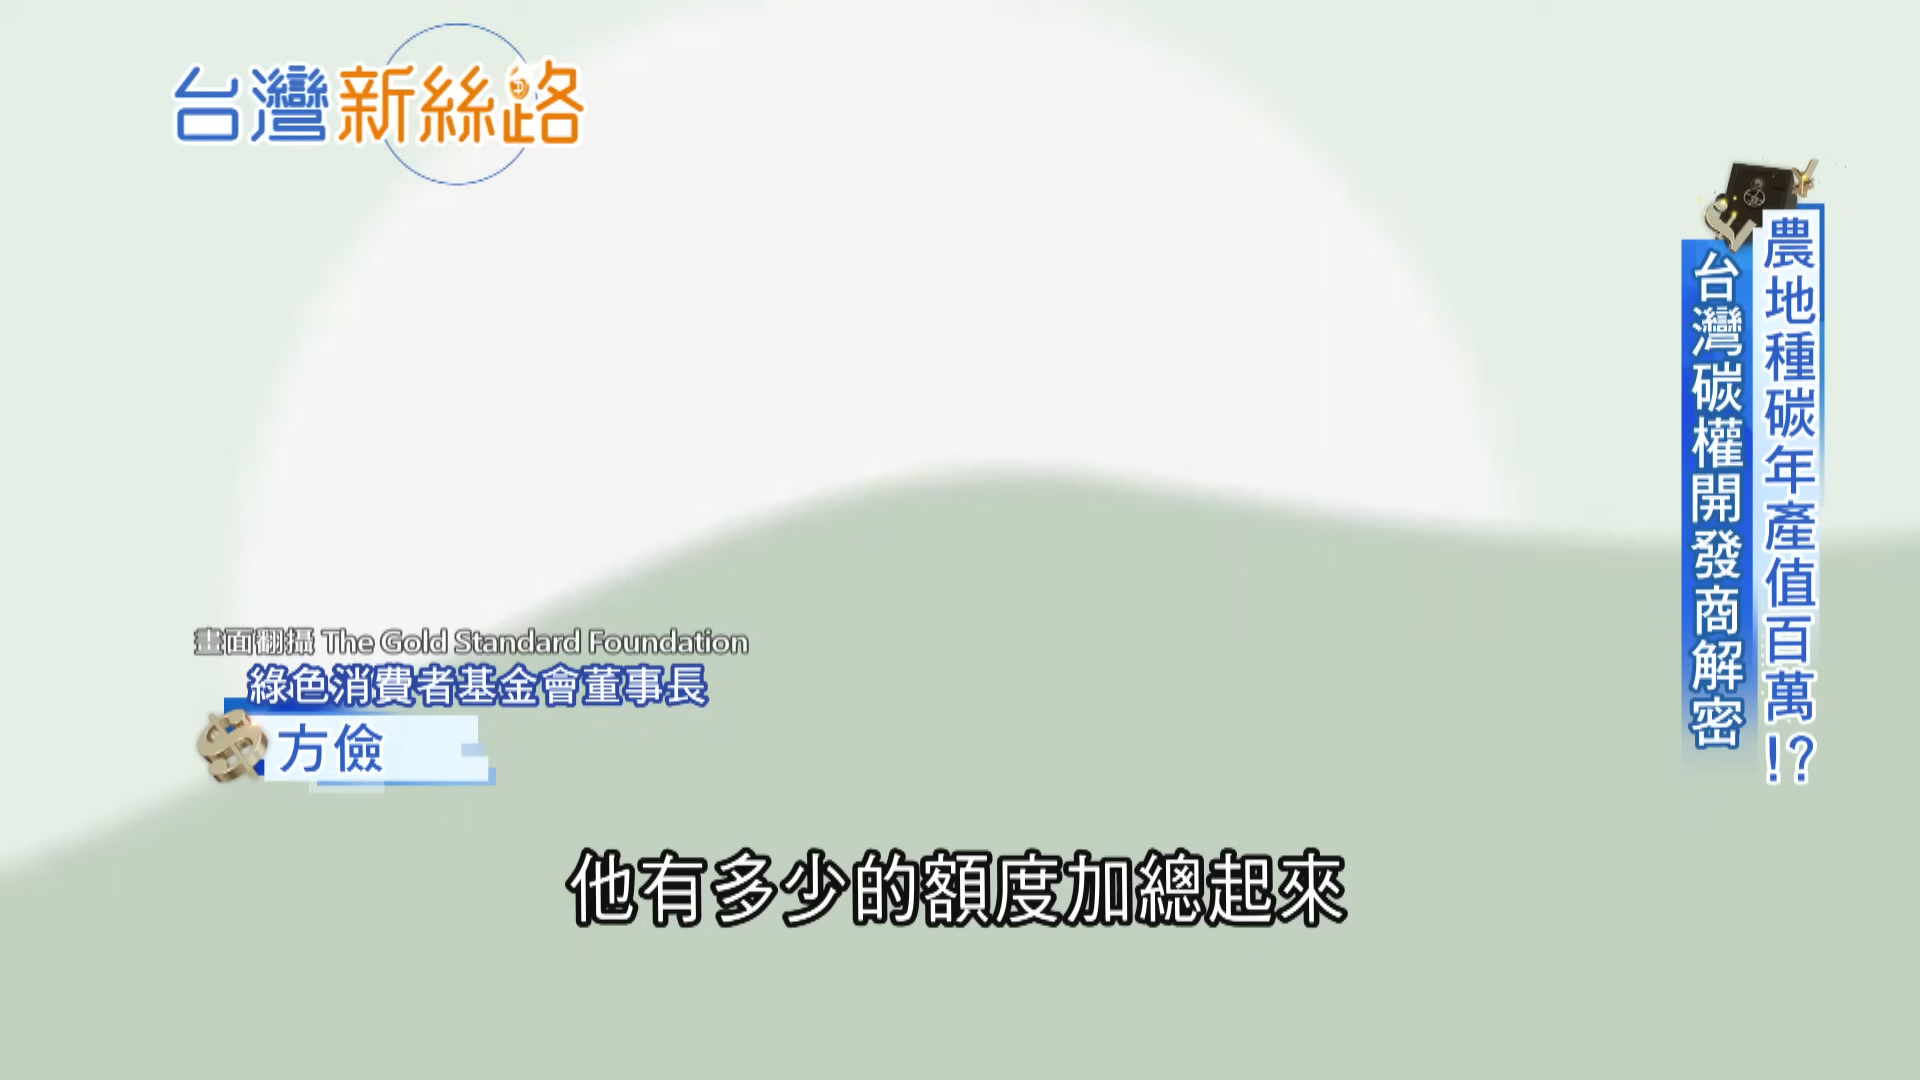 台灣新絲路
農地種碳年產值百萬!?
台灣碳權開發商解密
畫面翻攝 The Gold Standard Foundation
綠色消費者基金會董事長
方儉
他有多少的額度加總起來